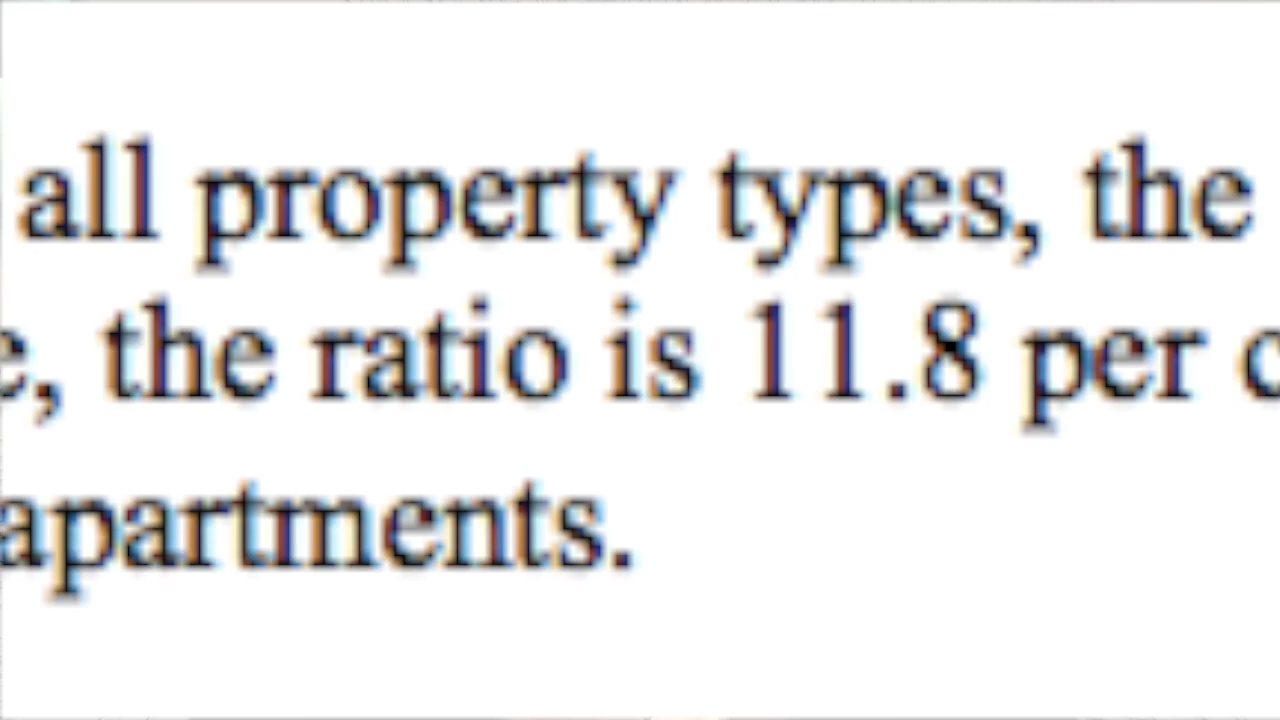 all property types, the
e, the ratio is 11.8 per c
apartments.